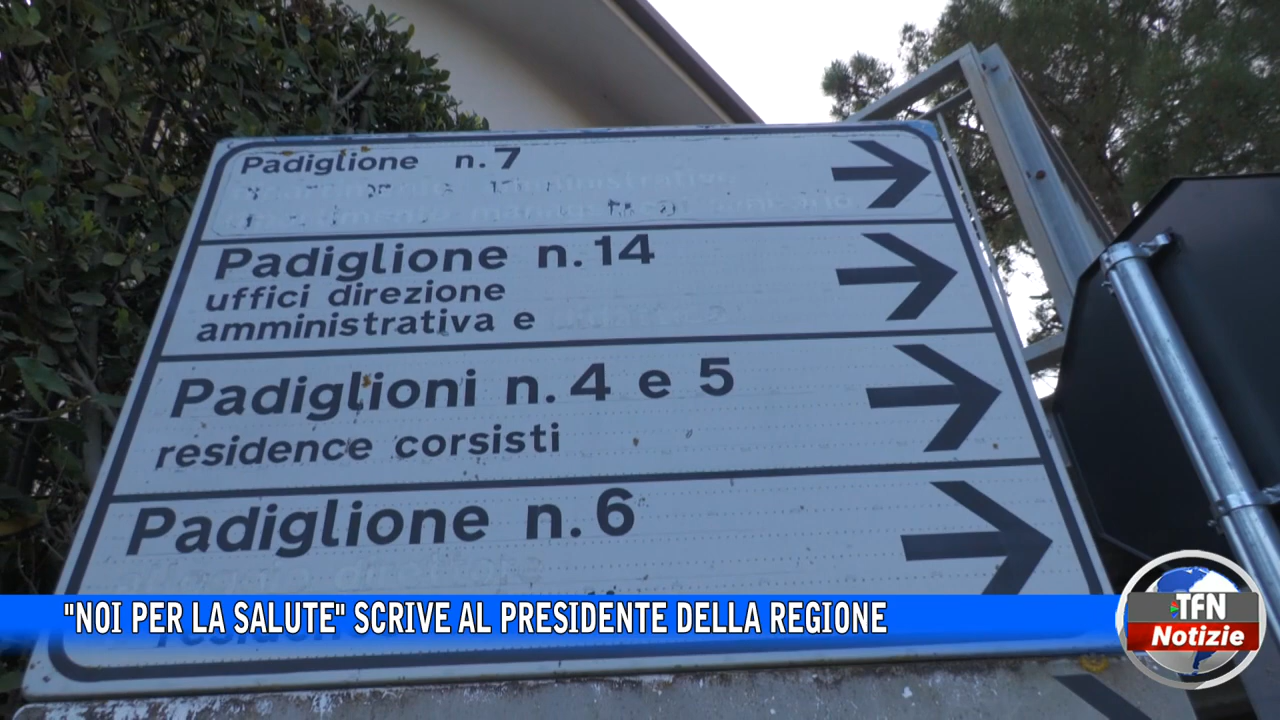 Padiglione n.7
Padiglione n.14
uffici direzione
amministrativa e
Padiglioni n.4 e 5
residence corsisti
Padiglione n.6
"NOI PER LA SALUTE" SCRIVE AL PRESIDENTE DELLA REGIONE
TFN
Notizie